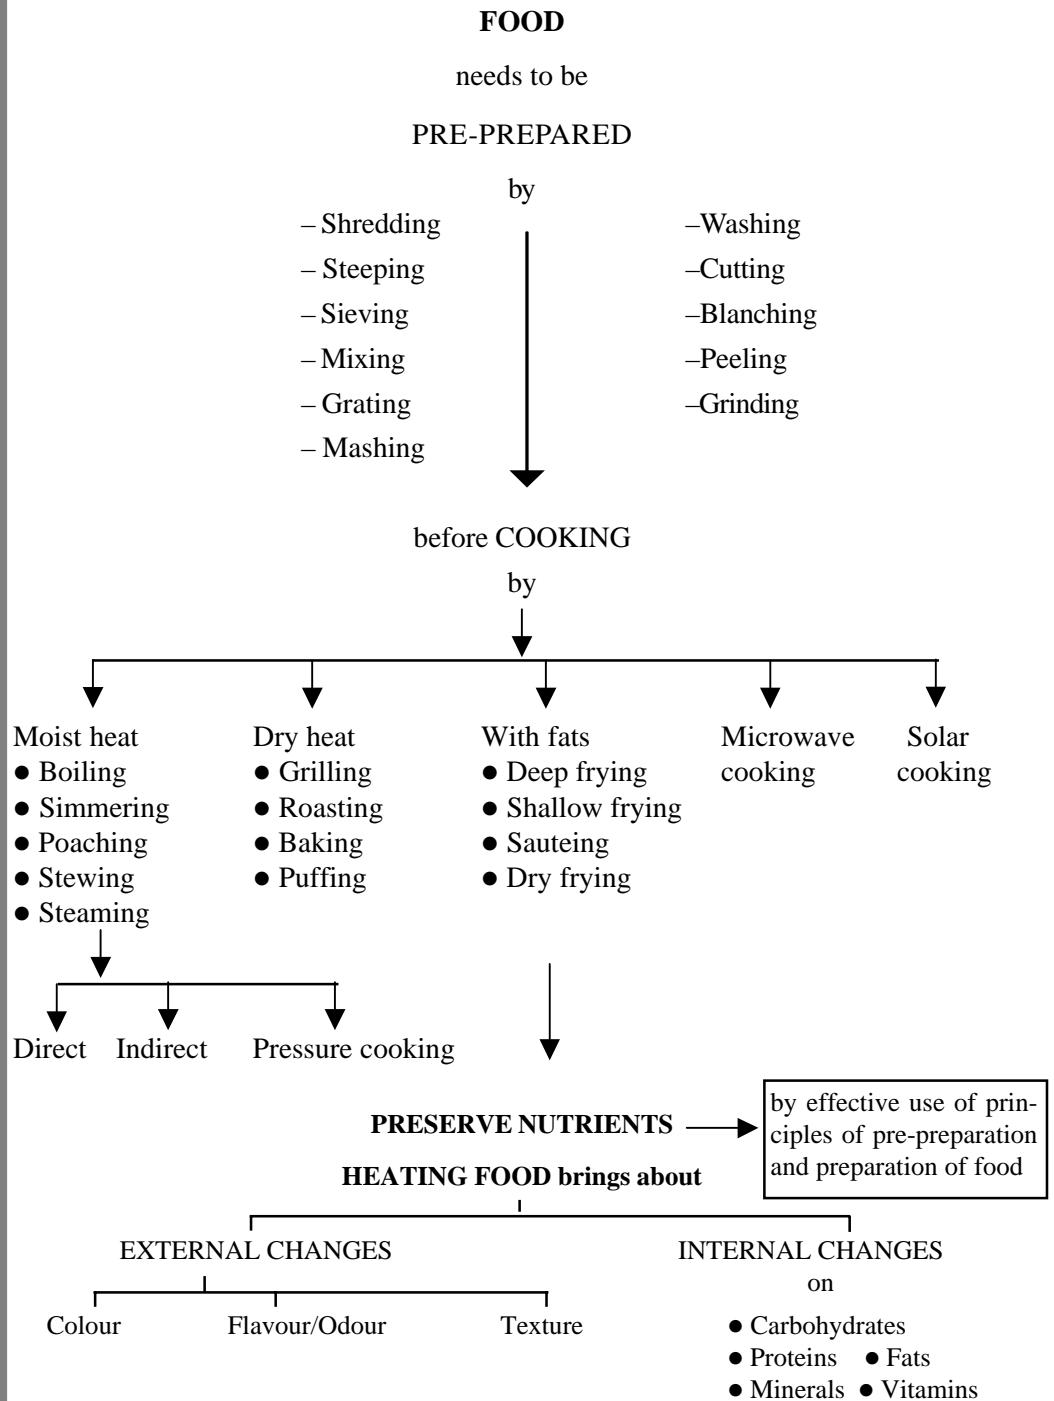 FOOD
needs to be
PRE-PREPARED
by
– Shredding
– Steeping
– Sieving
– Mixing
– Grating
– Mashing
–Washing
–Cutting
–Blanching
–Peeling
–Grinding
before COOKING
by
Moist heat
● Boiling
● Simmering
● Poaching
● Stewing
● Steaming
Dry heat
● Grilling
● Roasting
● Baking
● Puffing
With fats
● Deep frying
● Shallow frying
● Sauteing
● Dry frying
Microwave
cooking
Solar
cooking
Direct
Indirect
Pressure cooking
PRESERVE NUTRIENTS
by effective use of prin-
ciples of pre-preparation
and preparation of food
HEATING FOOD brings about
EXTERNAL CHANGES
Colour
Flavour/Odour
Texture
INTERNAL CHANGES
on
● Carbohydrates
● Proteins ● Fats
● Minerals ● Vitamins